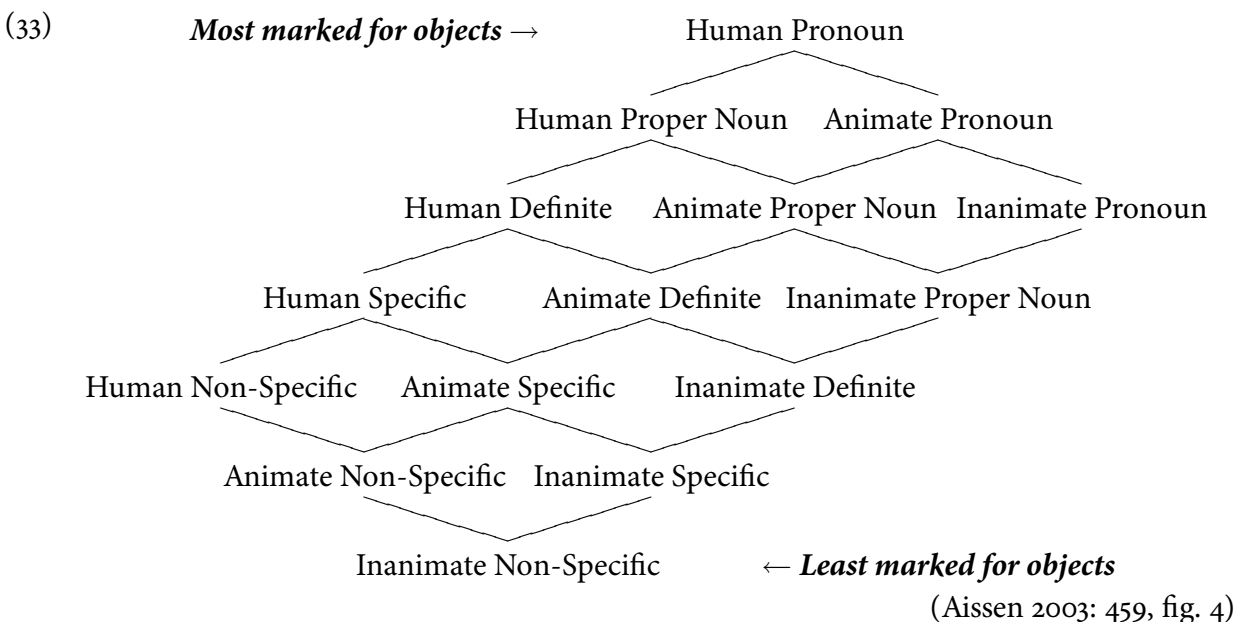 (33) Most marked for objects → Human Pronoun
Human Proper Noun Animate Pronoun
Human Definite Animate Proper Noun Inanimate Pronoun
Human Specific Animate Definite Inanimate Proper Noun
Human Non-Specific Animate Specific Inanimate Definite
Animate Non-Specific Inanimate Specific
Inanimate Non-Specific ← Least marked for objects
(Aissen 2003: 459, fig. 4)